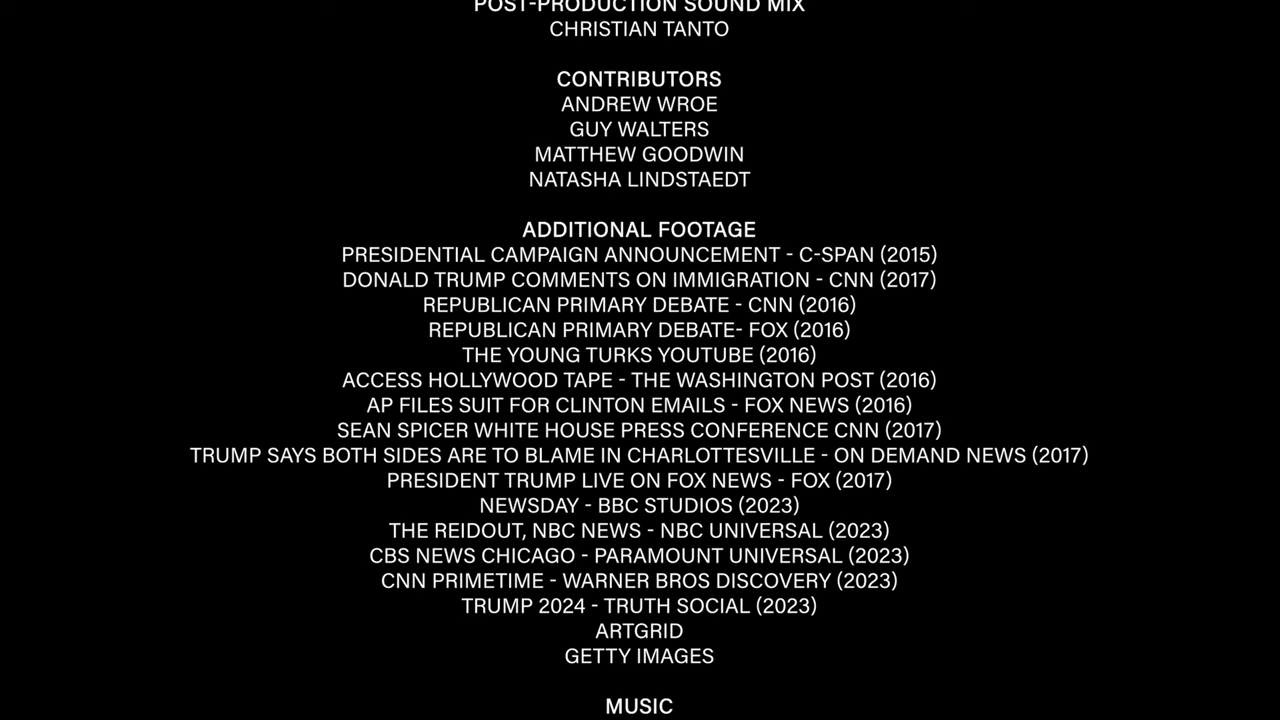 POST-PRODUCTION SOUND MIX
CHRISTIAN TANTO
CONTRIBUTORS
ANDREW WROE
GUY WALTERS
MATTHEW GOODWIN
NATASHA LINDSTAEDT
ADDITIONAL FOOTAGE
PRESIDENTIAL CAMPAIGN ANNOUNCEMENT - C-SPAN (2015)
DONALD TRUMP COMMENTS ON IMMIGRATION - CNN (2017)
REPUBLICAN PRIMARY DEBATE - CNN (2016)
REPUBLICAN PRIMARY DEBATE- FOX (2016)
THE YOUNG TURKS YOUTUBE (2016)
ACCESS HOLLYWOOD TAPE - THE WASHINGTON POST (2016)
AP FILES SUIT FOR CLINTON EMAILS - FOX NEWS (2016)
SEAN SPICER WHITE HOUSE PRESS CONFERENCE CNN (2017)
TRUMP SAYS BOTH SIDES ARE TO BLAME IN CHARLOTTESVILLE - ON DEMAND NEWS (2017)
PRESIDENT TRUMP LIVE ON FOX NEWS - FOX (2017)
NEWSDAY - BBC STUDIOS (2023)
THE REIDOUT, NBC NEWS - NBC UNIVERSAL (2023)
CBS NEWS CHICAGO - PARAMOUNT UNIVERSAL (2023)
CNN PRIMETIME - WARNER BROS DISCOVERY (2023)
TRUMP 2024 - TRUTH SOCIAL (2023)
ARTGRID
GETTY IMAGES
MUSIC